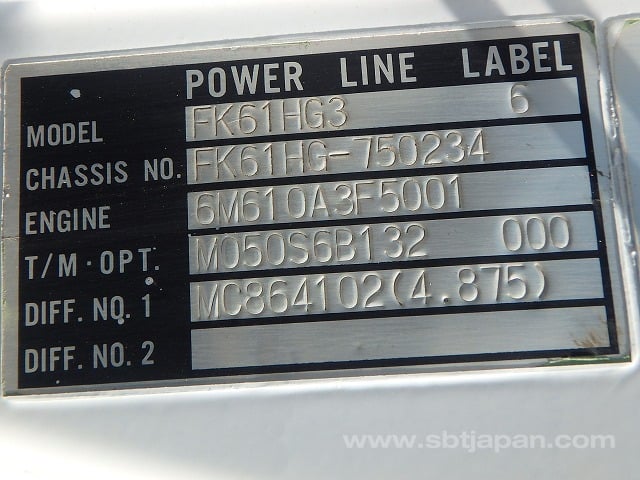 POWER LINE LABEL
MODEL FK61HG3 6
CHASSIS NO. FK61HG-750234
ENGINE 6M610A3F5001
T/M·OPT. M050S6B132 000
DIFF. NO. 1 MC864102(4.875)
DIFF. NO. 2
www.sbtjapan.com